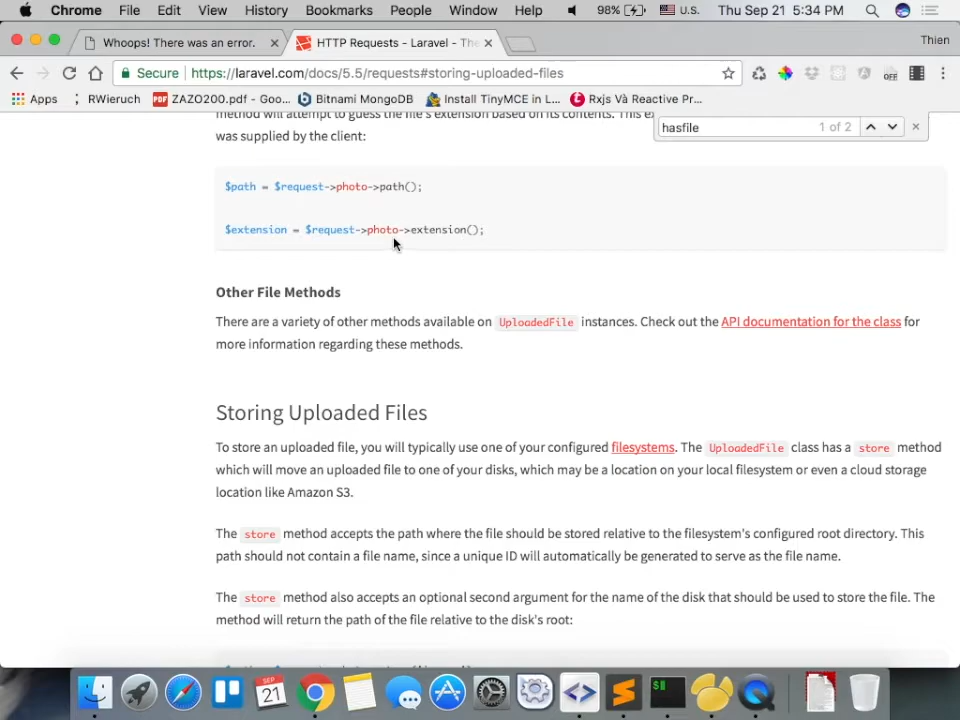 Chrome File Edit View History Bookmarks People Window Help 98% U.S. Thu Sep 21 5:34 PM
Whoops! There was an error. HTTP Requests - Laravel - The Thien
Secure https://laravel.com/docs/5.5/requests#storing-uploaded-files OFF
Apps RWieruch PDF ZAZO200.pdf - Goo... Bitnami MongoDB Install TinyMCE in L... Rxjs Và Reactive Pr...
hasfile 1 of 2
method will attempt to guess the file's extension based on its contents. This
was supplied by the client:
$path = $request->photo->path();
$extension = $request->photo->extension();
Other File Methods
There are a variety of other methods available on UploadedFile instances. Check out the API documentation for the class for
more information regarding these methods.
Storing Uploaded Files
To store an uploaded file, you will typically use one of your configured filesystems. The UploadedFile class has a store method
which will move an uploaded file to one of your disks, which may be a location on your local filesystem or even a cloud storage
location like Amazon S3.
The store method accepts the path where the file should be stored relative to the filesystem's configured root directory. This
path should not contain a file name, since a unique ID will automatically be generated to serve as the file name.
The store method also accepts an optional second argument for the name of the disk that should be used to store the file. The
method will return the path of the file relative to the disk's root:
SEP
21